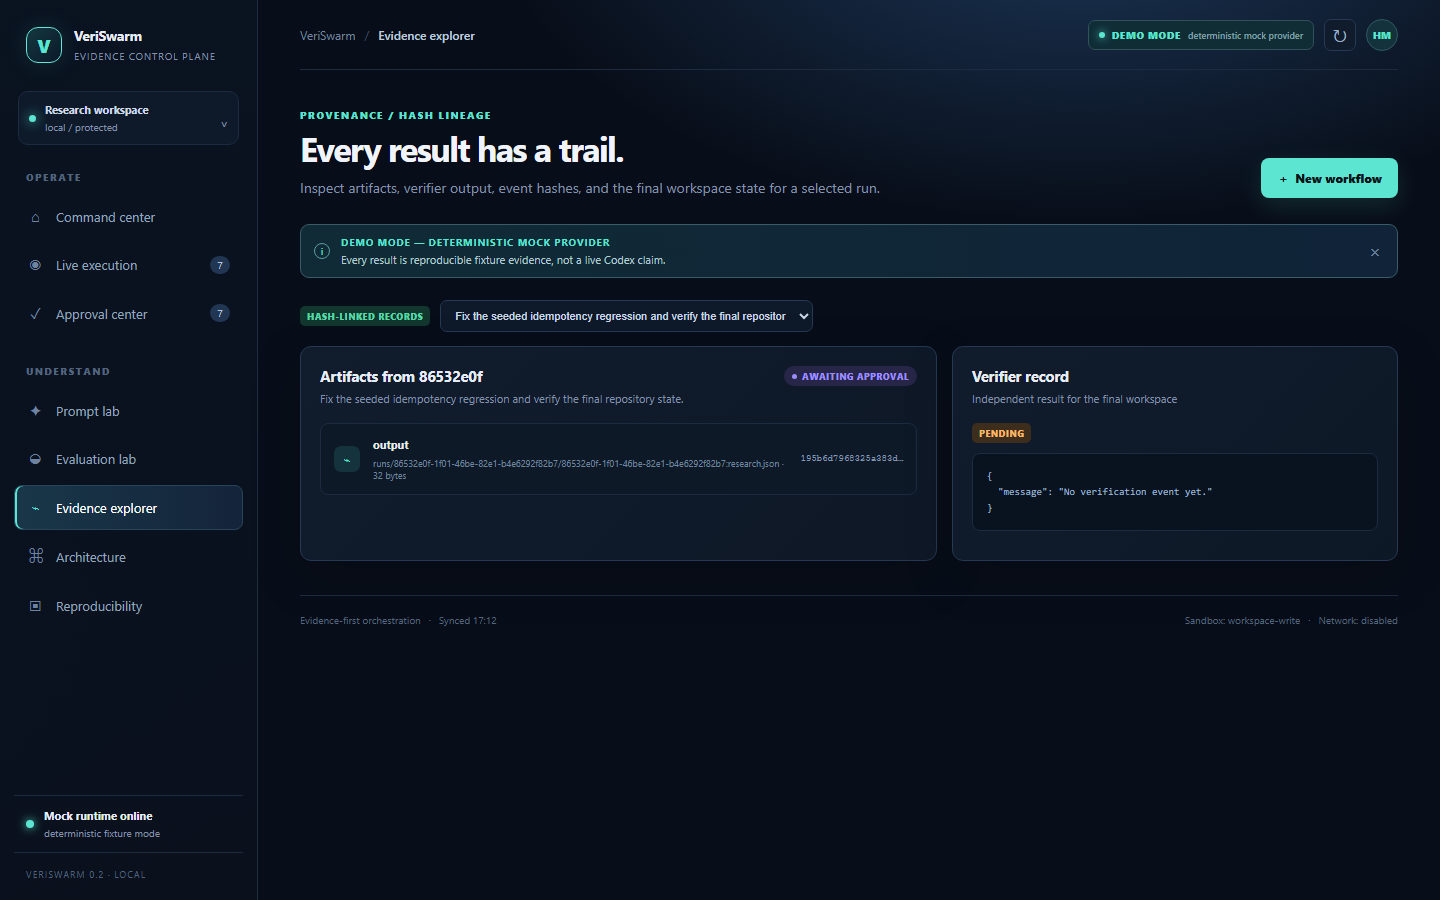 V
VeriSwarm
EVIDENCE CONTROL PLANE
Research workspace
local / protected
OPERATE
Command center
Live execution 7
Approval center 7
UNDERSTAND
Prompt lab
Evaluation lab
Evidence explorer
Architecture
Reproducibility
Mock runtime online
deterministic fixture mode
VERISWARM 0.2 · LOCAL
VeriSwarm / Evidence explorer
DEMO MODE deterministic mock provider
HM
PROVENANCE / HASH LINEAGE
Every result has a trail.
Inspect artifacts, verifier output, event hashes, and the final workspace state for a selected run.
+ New workflow
DEMO MODE — DETERMINISTIC MOCK PROVIDER
Every result is reproducible fixture evidence, not a live Codex claim.
HASH-LINKED RECORDS
Fix the seeded idempotency regression and verify the final repositor
Artifacts from 86532e0f
AWAITING APPROVAL
Fix the seeded idempotency regression and verify the final repository state.
output
runs/86532e0f-1f01-46be-82e1-b4e6292f82b7/86532e0f-1f01-46be-82e1-b4e6292f82b7:research.json ·
32 bytes
195b6d7968325a383d…
Verifier record
Independent result for the final workspace
PENDING
{
"message": "No verification event yet."
}
Evidence-first orchestration · Synced 17:12
Sandbox: workspace-write · Network: disabled